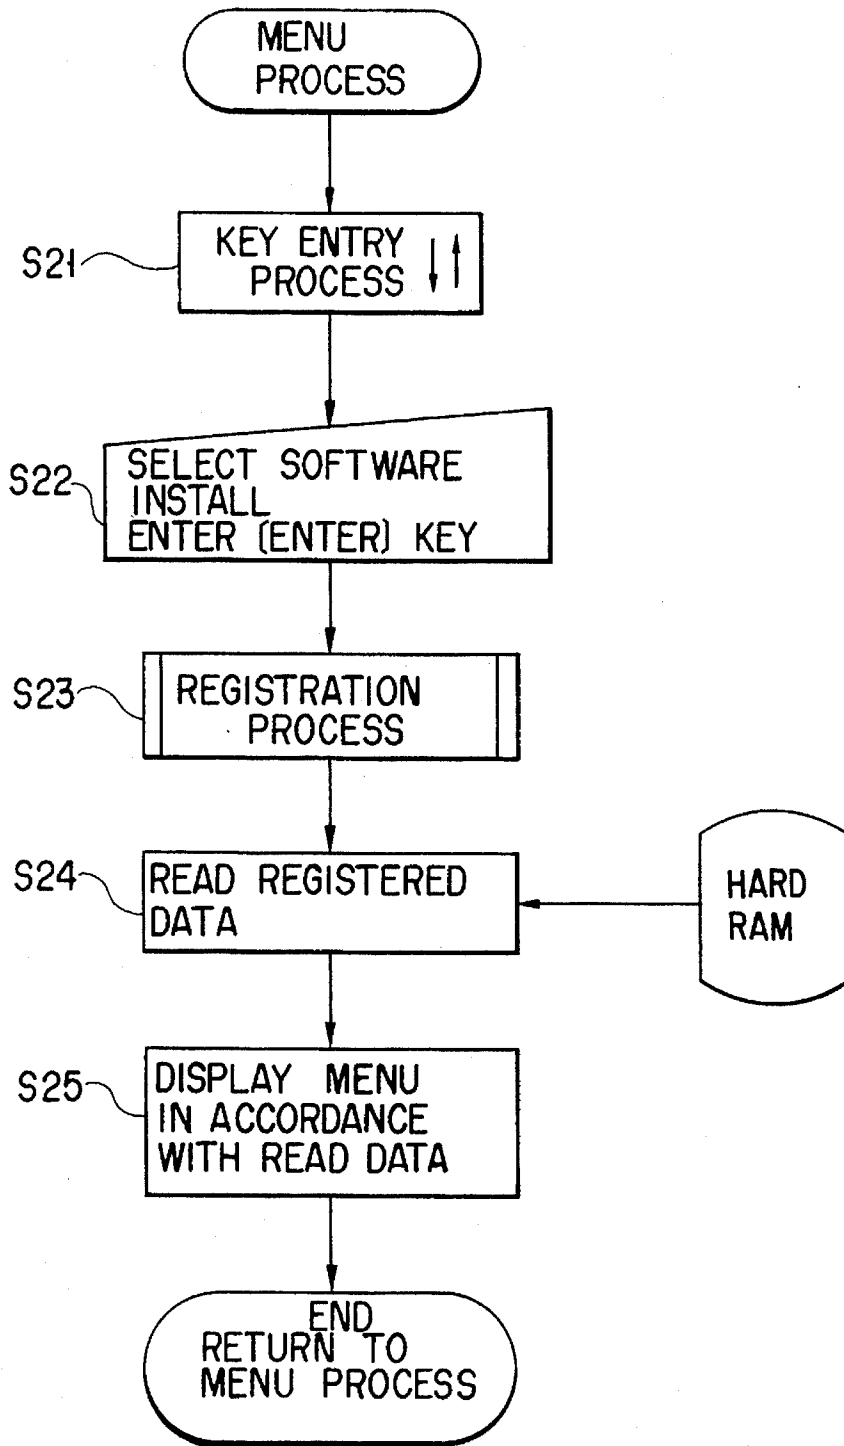 MENU
PROCESS
S21
KEY ENTRY
PROCESS
S22
SELECT SOFTWARE
INSTALL
ENTER (ENTER) KEY
S23
REGISTRATION
PROCESS
S24
READ REGISTERED
DATA
HARD
RAM
S25
DISPLAY MENU
IN ACCORDANCE
WITH READ DATA
END
RETURN TO
MENU PROCESS